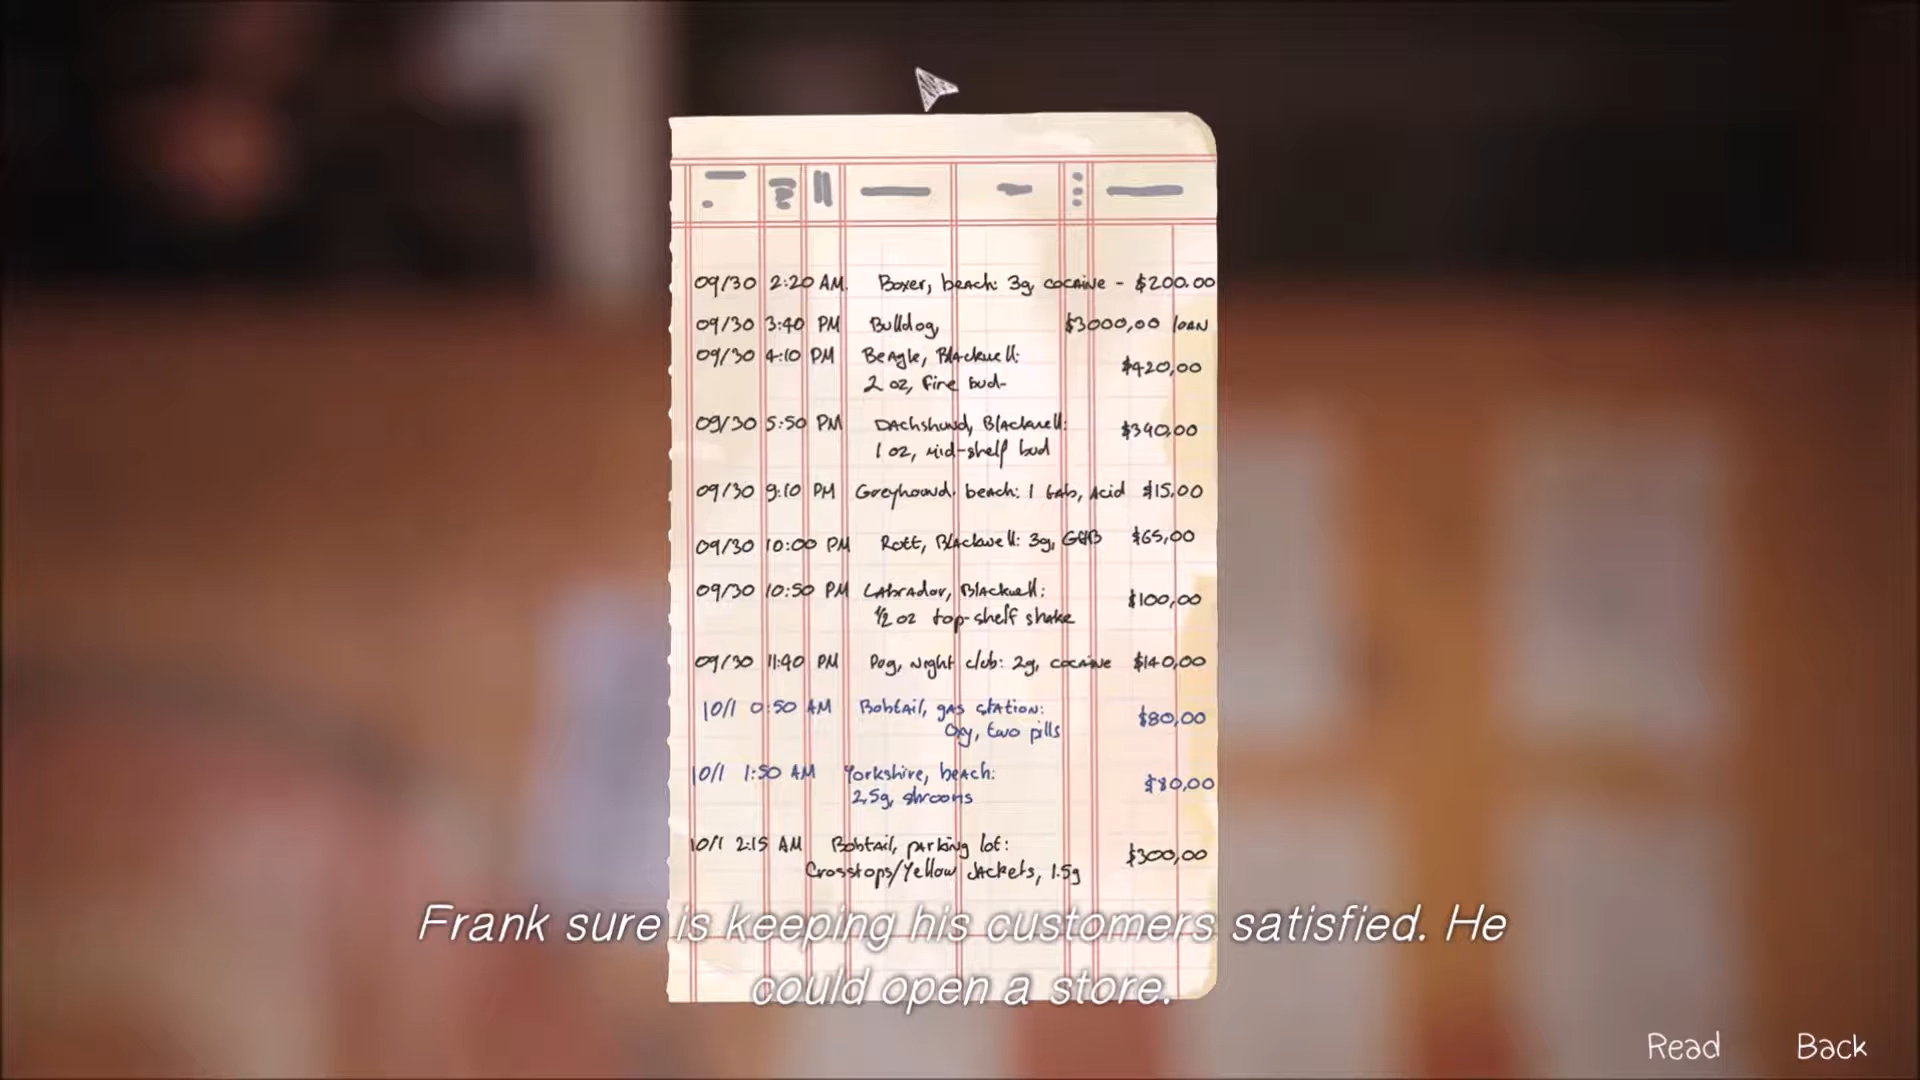 09/30 2:20 AM. Boxer, beach: 3g, cocaine - $200.00
09/30 3:40 PM Bulldog, $3000,00 loan
09/30 4:10 PM Beagle, Blackwell:
2 oz, fire bud- $420,00
09/30 5:50 PM Dachshund, Blackwell: $340,00
1 oz, mid-shelf bud
09/30 9:10 PM Greyhound, beach: 1 tab, acid $15,00
09/30 10:00 PM Rott, Blackwell: 3g, GHB $65,00
09/30 10:50 PM Labrador, Blackwell: $100,00
1/2 oz top-shelf shake
09/30 11:40 PM Pog, night club: 2g, cocaine $140,00
10/1 0:50 AM Bobtail, gas station: $80,00
Oxy, two pills
10/1 1:50 AM Yorkshire, beach: $80,00
2,5g, shrooms
10/1 2:15 AM Bobtail, parking lot: $300,00
Crosstops/Yellow Jackets, 1.5g
Frank sure is keeping his customers satisfied. He
could open a store.
Read Back